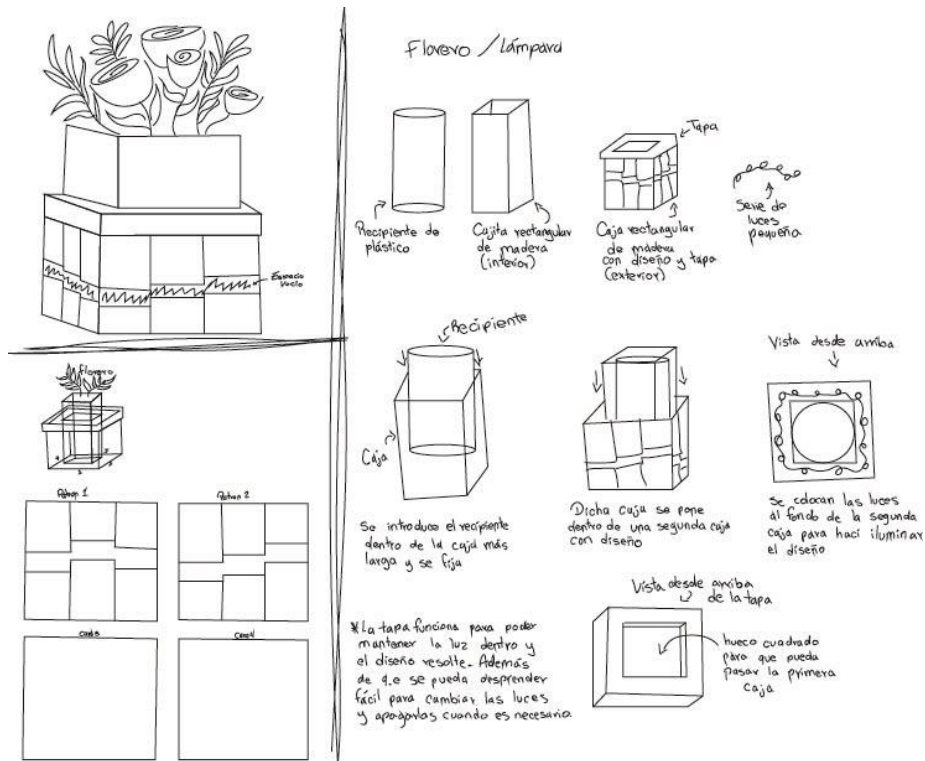 Florero / lámpara
Recipiente de
plástico
Cajita rectangular
de madera
(interior)
Tapa
Caja rectangular
de madera
con diseño y tapa
(exterior)
Serie de
luces
pequeña
Espacio
vacío
Recipiente
Caja
Se introduce el recipiente
dentro de la caja más
larga y se fija
Dicha caja se pone
dentro de una segunda caja
con diseño
Vista desde arriba
Se colocan las luces
al fondo de la segunda
caja para hací iluminar
el diseño
florero
Patron 1
Patron 2
*La tapa funciona para poder
mantener la luz dentro y
el diseño resolte. Además
de q.e se pueda desprender
fácil para cambiar las luces
y apagarlas cuando es necesario.
Vista desde arriba
de la tapa
hueco cuadrado
para que pueda
pasar la primera
caja